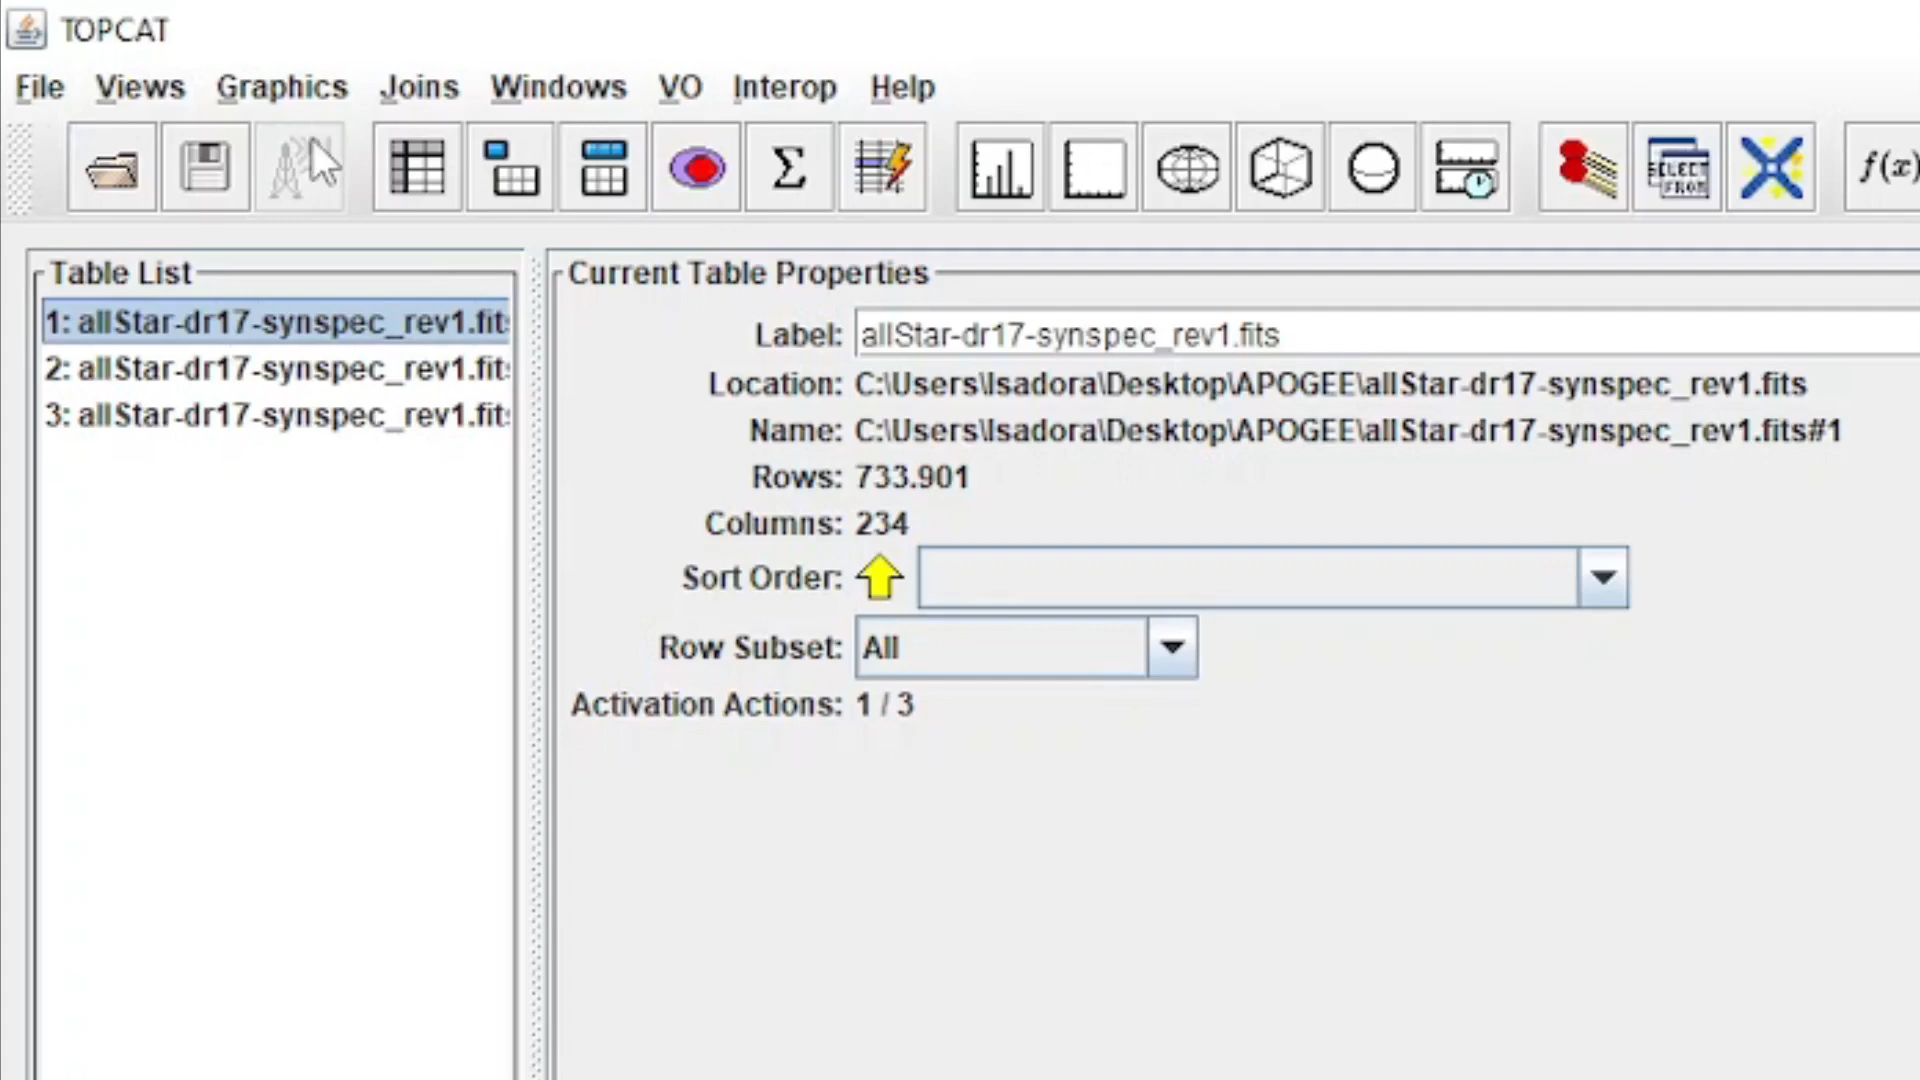 TOPCAT
File Views Graphics Joins Windows VO Interop Help
SELECT FROM
f(x)
Table List
1: allStar-dr17-synspec_rev1.fit
2: allStar-dr17-synspec_rev1.fit
3: allStar-dr17-synspec_rev1.fit
Current Table Properties
Label: allStar-dr17-synspec_rev1.fits
Location: C:\Users\Isadora\Desktop\APOGEE\allStar-dr17-synspec_rev1.fits
Name: C:\Users\Isadora\Desktop\APOGEE\allStar-dr17-synspec_rev1.fits#1
Rows: 733.901
Columns: 234
Sort Order:
Row Subset: All
Activation Actions: 1 / 3